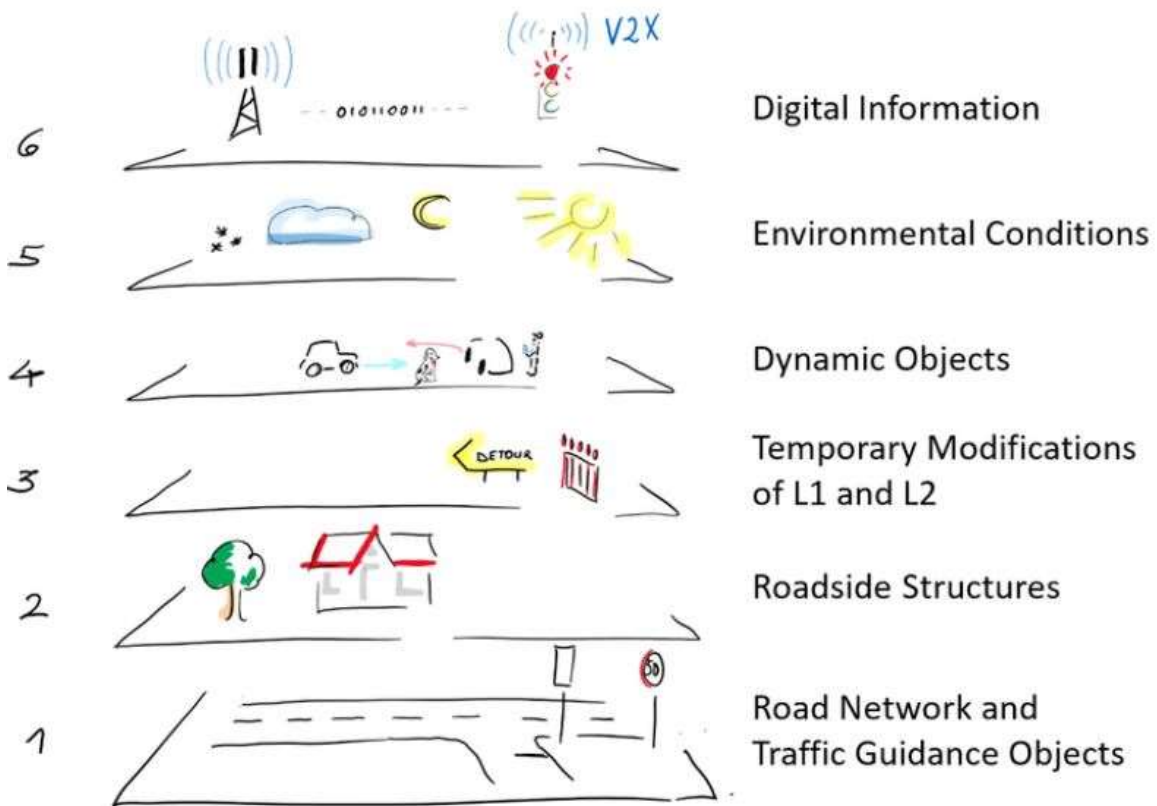 V2X
010110011
6
Digital Information
5
Environmental Conditions
4
Dynamic Objects
3
DETOUR
Temporary Modifications
of L1 and L2
2
Roadside Structures
50
1
Road Network and
Traffic Guidance Objects